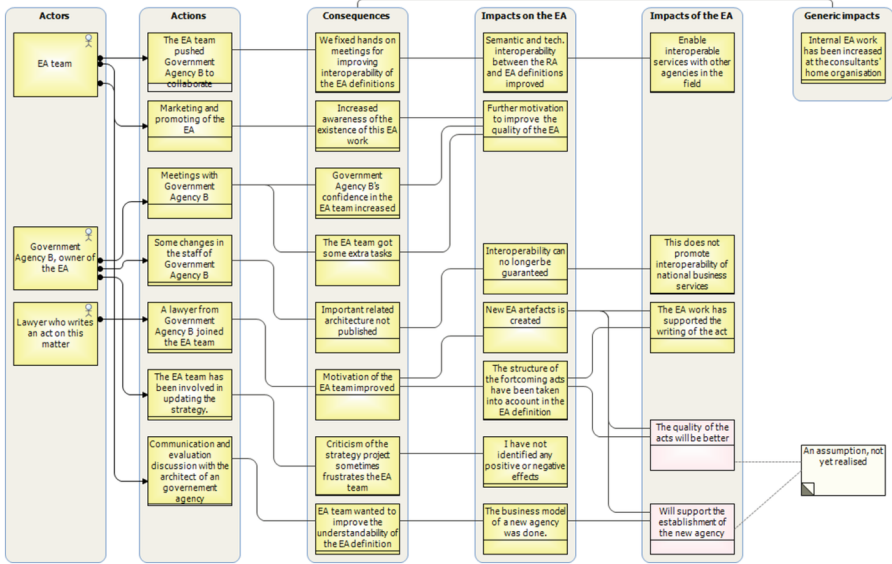 Actors
EA team
Government
Agency B, owner of
the EA
Lawyer who writes
an act on this
matter
Actions
The EA team
pushed
Government
Agency B to
collaborate
Marketing and
promoting of the
EA
Meetings with
Government
Agency B
Some changes in
the staff of
Government
Agency B
A lawyer from
Government
Agency B joined
the EA team
The EA team has
been involved in
updating the
strategy.
Communication and
evaluation
discussion with the
architect of an
governement
agency
Consequences
We fixed hands on
meetings for
improving
interoperability of
the EA definitions
Increased
awareness of the
existence of this EA
work
Government
Agency B's
confidence in the
EA team increased
The EA team got
some extra tasks
Important related
architecture not
published
Motivation of the
EA team improved
Criticism of the
strategy project
sometimes
frustrates the EA
team
EA team wanted to
improve the
understandability of
the EA definition
Impacts on the EA
Semantic and tech.
interoperability
between the RA
and EA definitions
improved
Further motivation
to improve the
quality of the EA
Interoperability can
no longer be
guaranteed
New EA artefacts is
created
The structure of
the fortcoming acts
have been taken
into acount in the
EA definition
I have not
identified any
positive or negative
effects
The business model
of a new agency
was done.
Impacts of the EA
Enable
interoperable
services with other
agencies in the
field
This does not
promote
interoperability of
national business
services
The EA work has
supported the
writing of the act
The quality of the
acts will be better
Will support the
establishment of
the new agency
Generic impacts
Internal EA work
has been increased
at the consultants'
home organisation
An assumption, not
yet realised